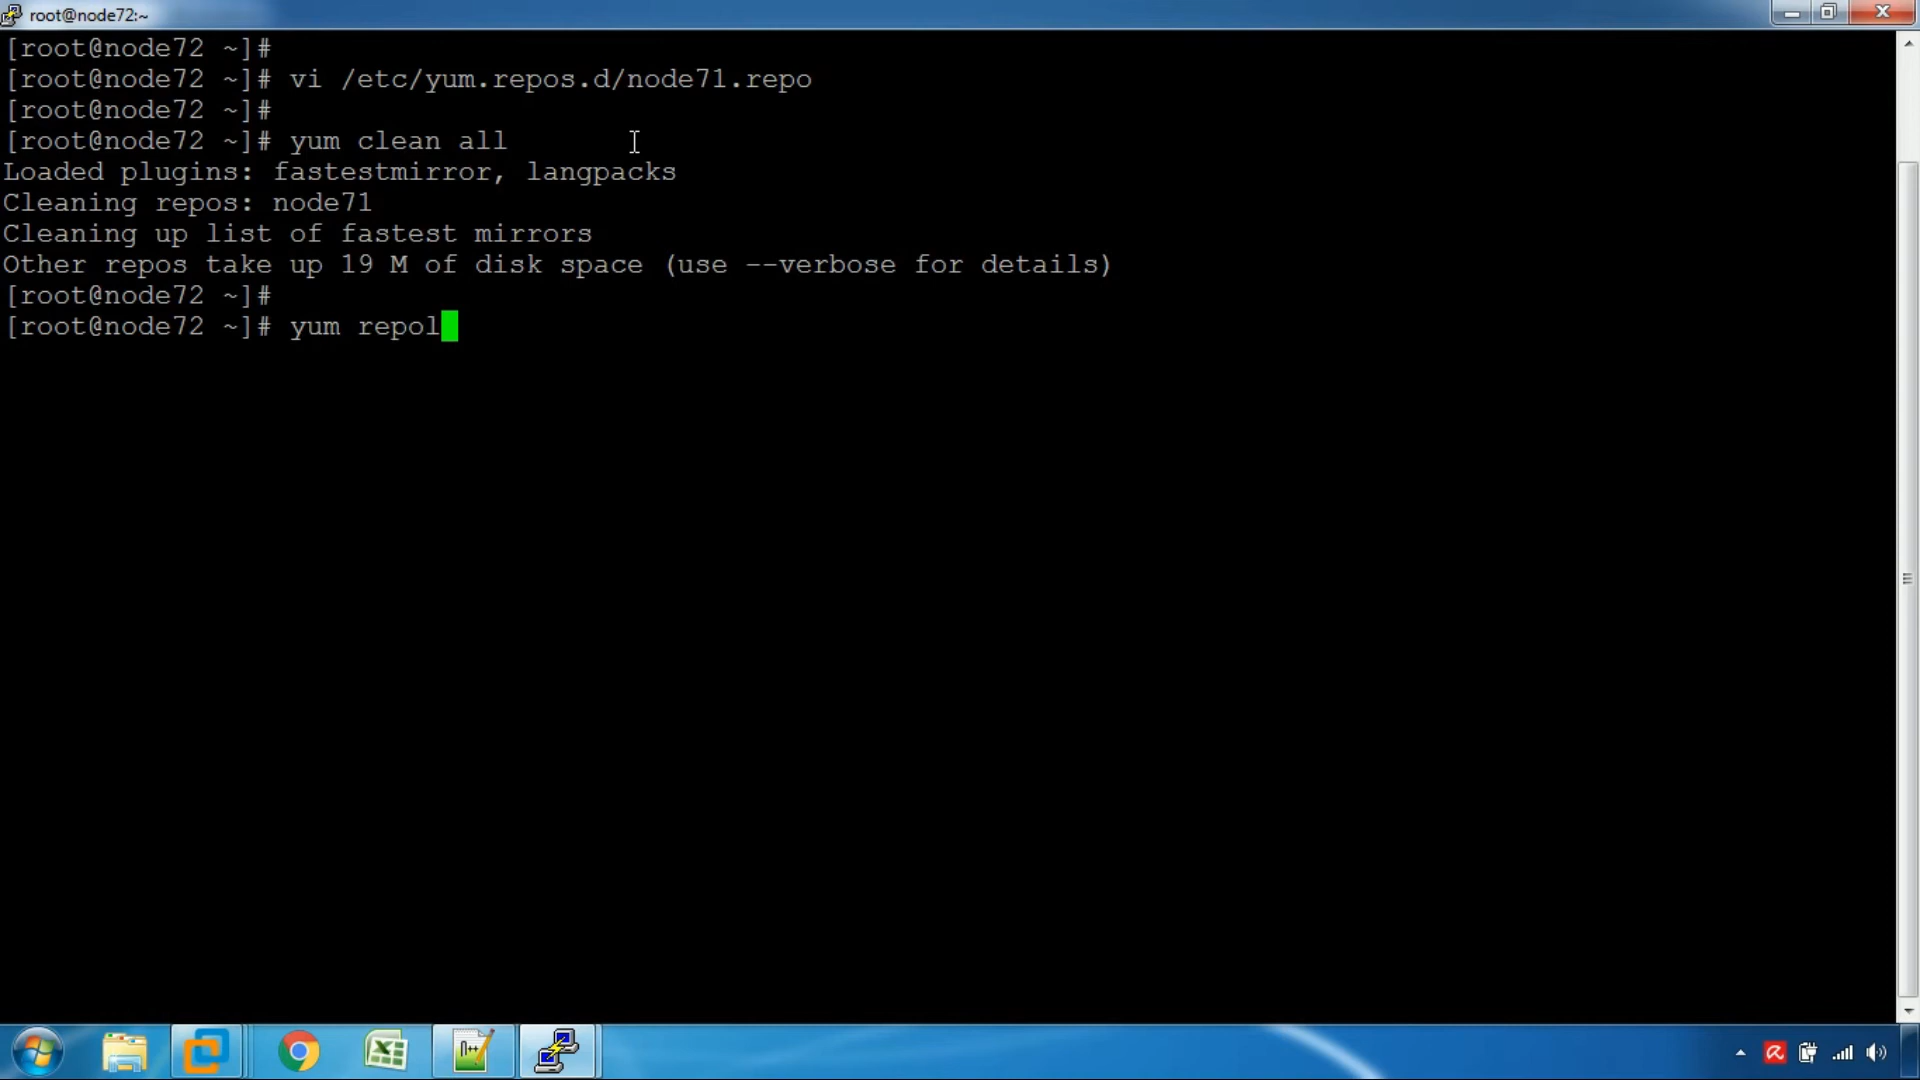 root@node72:~
[root@node72 ~]#
[root@node72 ~]# vi /etc/yum.repos.d/node71.repo
[root@node72 ~]#
[root@node72 ~]# yum clean all
Loaded plugins: fastestmirror, langpacks
Cleaning repos: node71
Cleaning up list of fastest mirrors
Other repos take up 19 M of disk space (use --verbose for details)
[root@node72 ~]#
[root@node72 ~]# yum repol